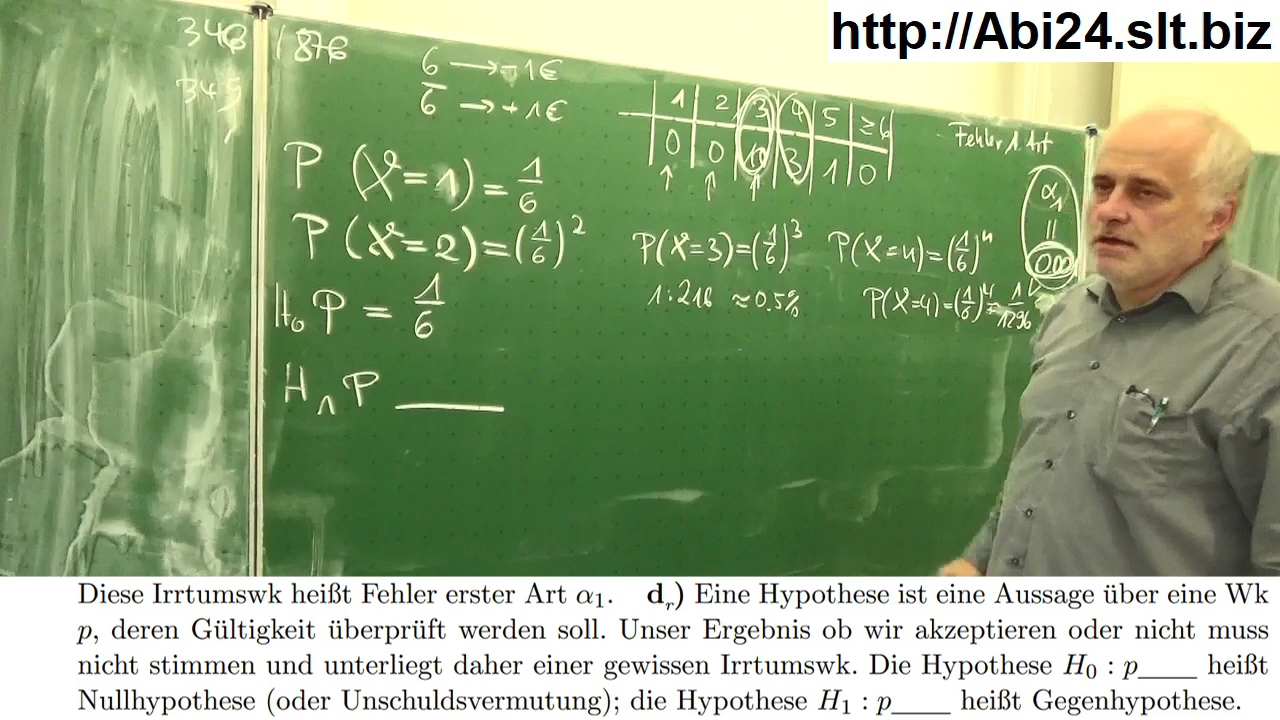 http://Abi24.slt.biz
348 1876
349
6 → - 1€
6̄ → + 1€
1 2 3 4 5 ≥6
0 0 10 3 1 0
↑ ↑ ↑
- Fehler 1. Art
α₁
||
0.00
P (X=1) = 1/6
P (X=2) = (1/6)²
P(X=3)=(1/6)³ P(X=4)=(1/6)⁴
1:216 ≈ 0.5% P(X=4)=(1/6)⁴ = 1/1296
H₀ P = 1/6
H₁ P ____
Diese Irrtumswk heißt Fehler erster Art α₁. dᵣ) Eine Hypothese ist eine Aussage über eine Wk
p, deren Gültigkeit überprüft werden soll. Unser Ergebnis ob wir akzeptieren oder nicht muss
nicht stimmen und unterliegt daher einer gewissen Irrtumswk. Die Hypothese H₀ : p____ heißt
Nullhypothese (oder Unschuldsvermutung); die Hypothese H₁ : p____ heißt Gegenhypothese.